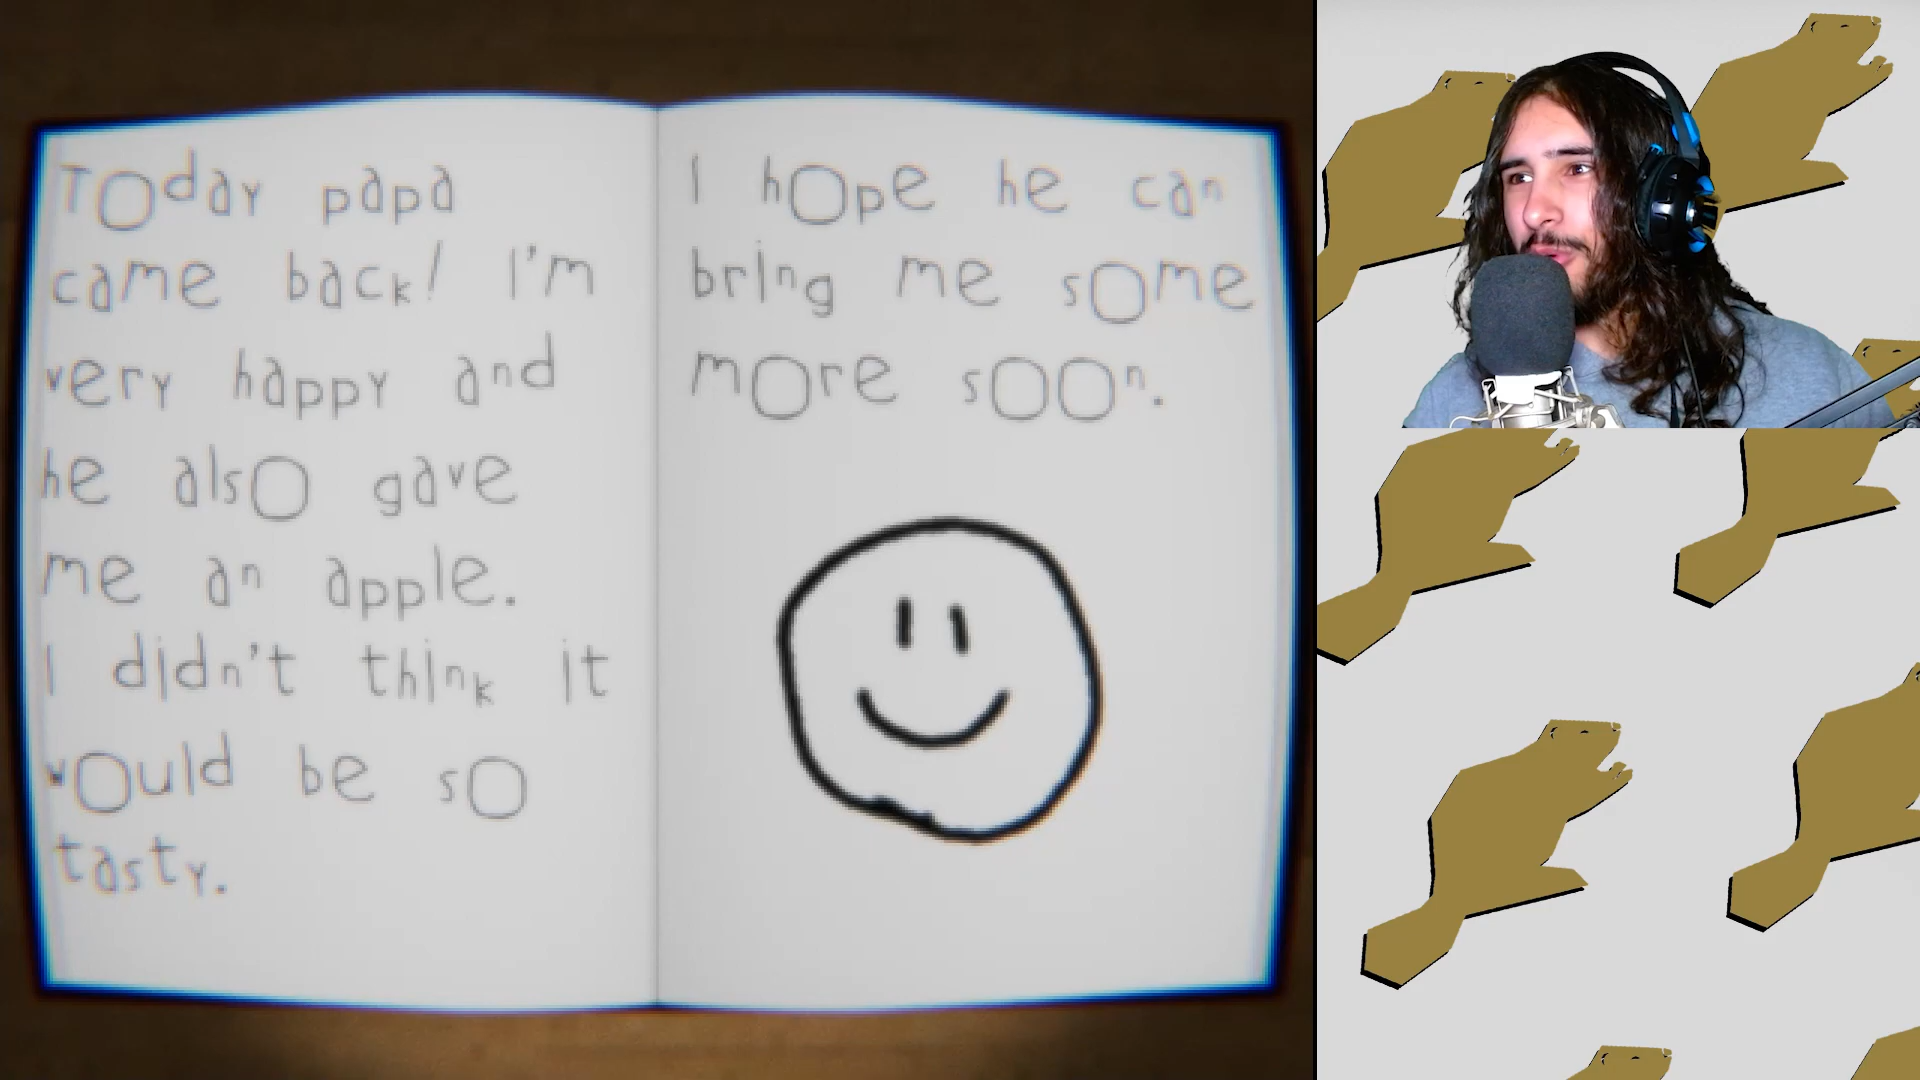 Today papa
came back! I'm
very happy and
he also gave
me an apple.
I didn't think it
would be so
tasty.
I hope he can
bring me some
more soon.